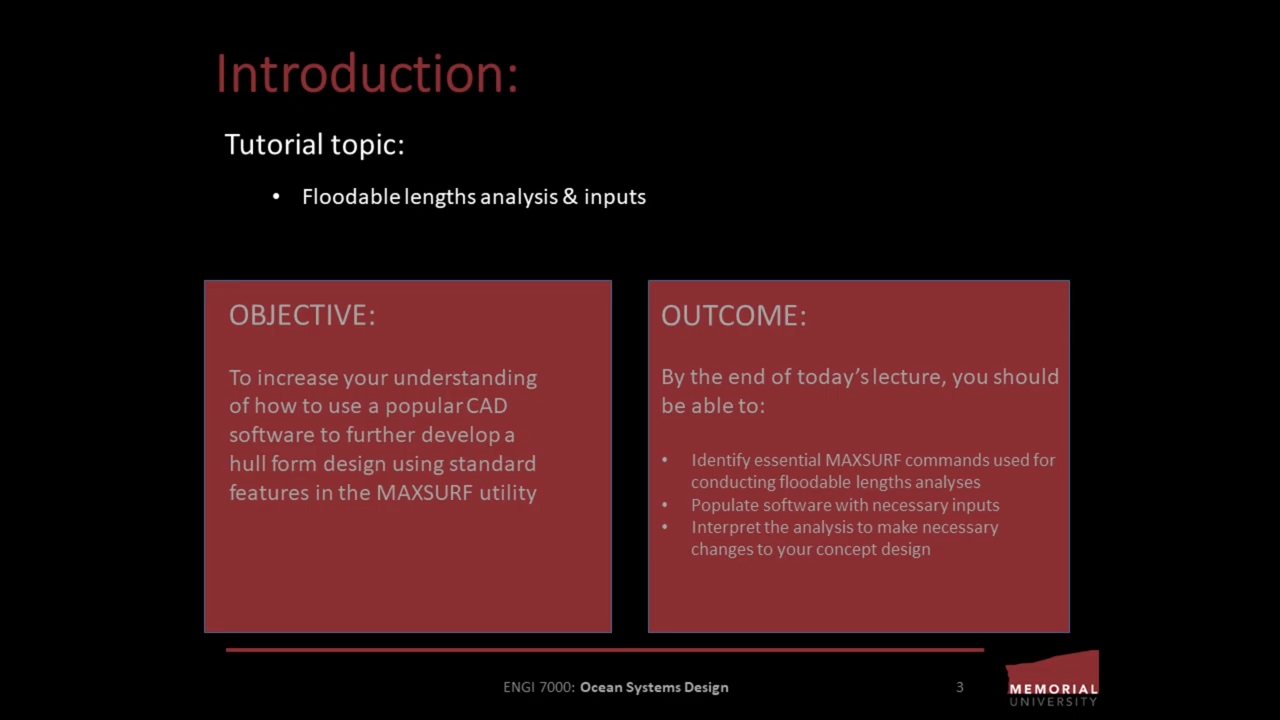 Introduction:
Tutorial topic:
• Floodable lengths analysis & inputs
OBJECTIVE:
To increase your understanding
of how to use a popular CAD
software to further develop a
hull form design using standard
features in the MAXSURF utility
OUTCOME:
By the end of today's lecture, you should
be able to:
• Identify essential MAXSURF commands used for
conducting floodable lengths analyses
• Populate software with necessary inputs
• Interpret the analysis to make necessary
changes to your concept design
ENGI 7000: Ocean Systems Design
3
MEMORIAL
UNIVERSITY